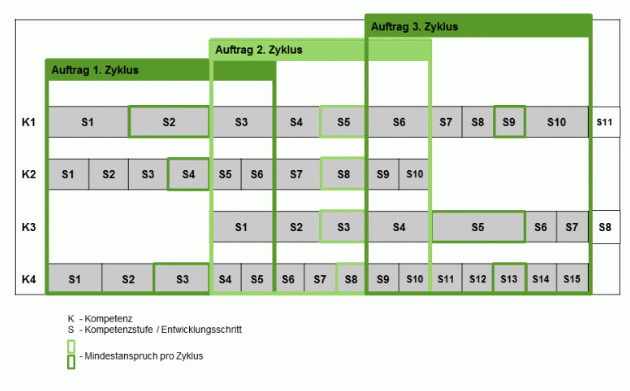 Auftrag 3. Zyklus
Auftrag 2. Zyklus
Auftrag 1. Zyklus
K1 S1 S2 S3 S4 S5 S6 S7 S8 S9 S10 S11
K2 S1 S2 S3 S4 S5 S6 S7 S8 S9 S10
K3 S1 S2 S3 S4 S5 S6 S7 S8
K4 S1 S2 S3 S4 S5 S6 S7 S8 S9 S10 S11 S12 S13 S14 S15
K - Kompetenz
S - Kompetenzstufe / Entwicklungsschritt
- Mindestanspruch pro Zyklus